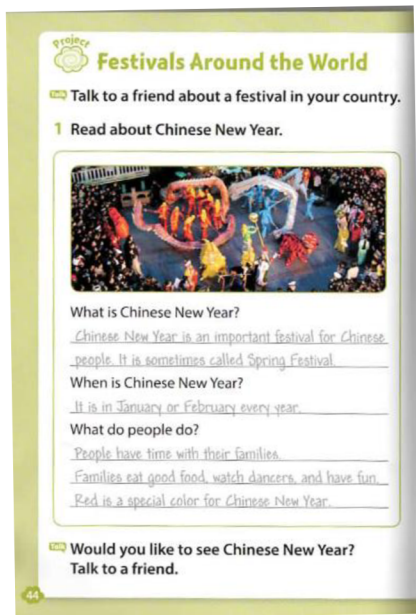 Project
Festivals Around the World
Talk Talk to a friend about a festival in your country.
1 Read about Chinese New Year.
What is Chinese New Year?
Chinese New Year is an important festival for Chinese
people. It is sometimes called Spring Festival.
When is Chinese New Year?
It is in January or February every year.
What do people do?
People have time with their families.
Families eat good food, watch dancers, and have fun.
Red is a special color for Chinese New Year.
Talk Would you like to see Chinese New Year?
Talk to a friend.
44